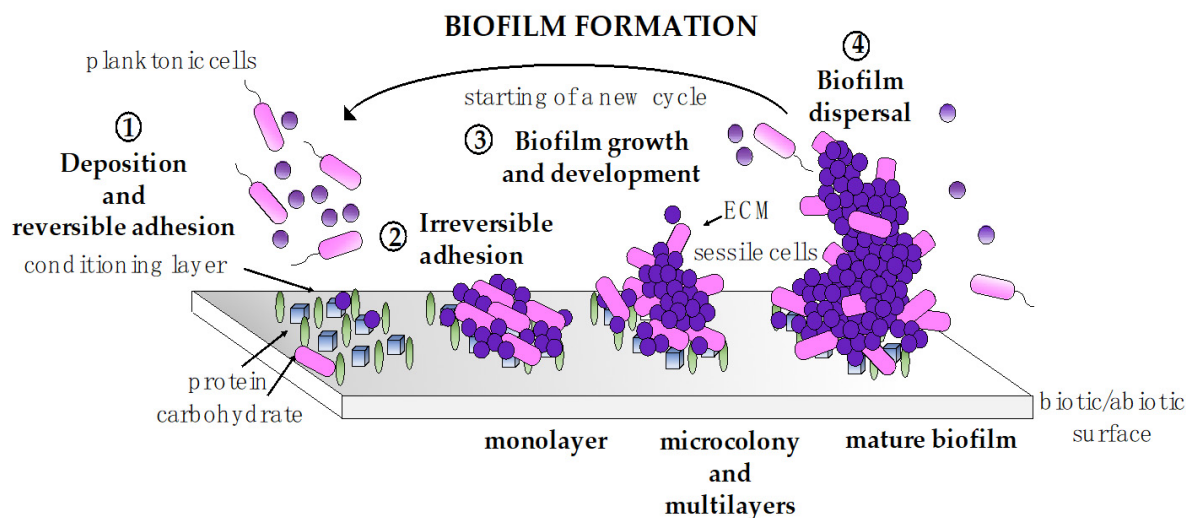 BIOFILM FORMATION
planktonic cells
starting of a new cycle
①
Deposition
and
reversible adhesion
conditioning layer
② Irreversible
adhesion
③ Biofilm growth
and development
④
Biofilm
dispersal
ECM
sessile cells
protein
carbohydrate
biotic/abiotic
surface
monolayer
microcolony
and
multilayers
mature biofilm